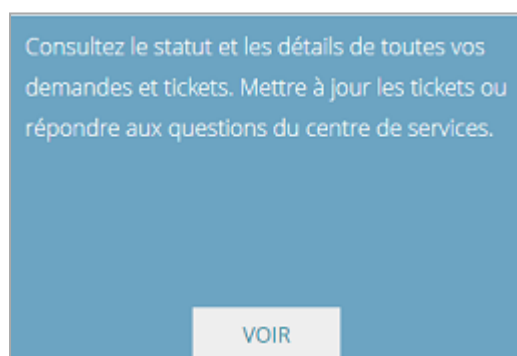 Consultez le statut et les détails de toutes vos
demandes et tickets. Mettre à jour les tickets ou
répondre aux questions du centre de services.
VOIR